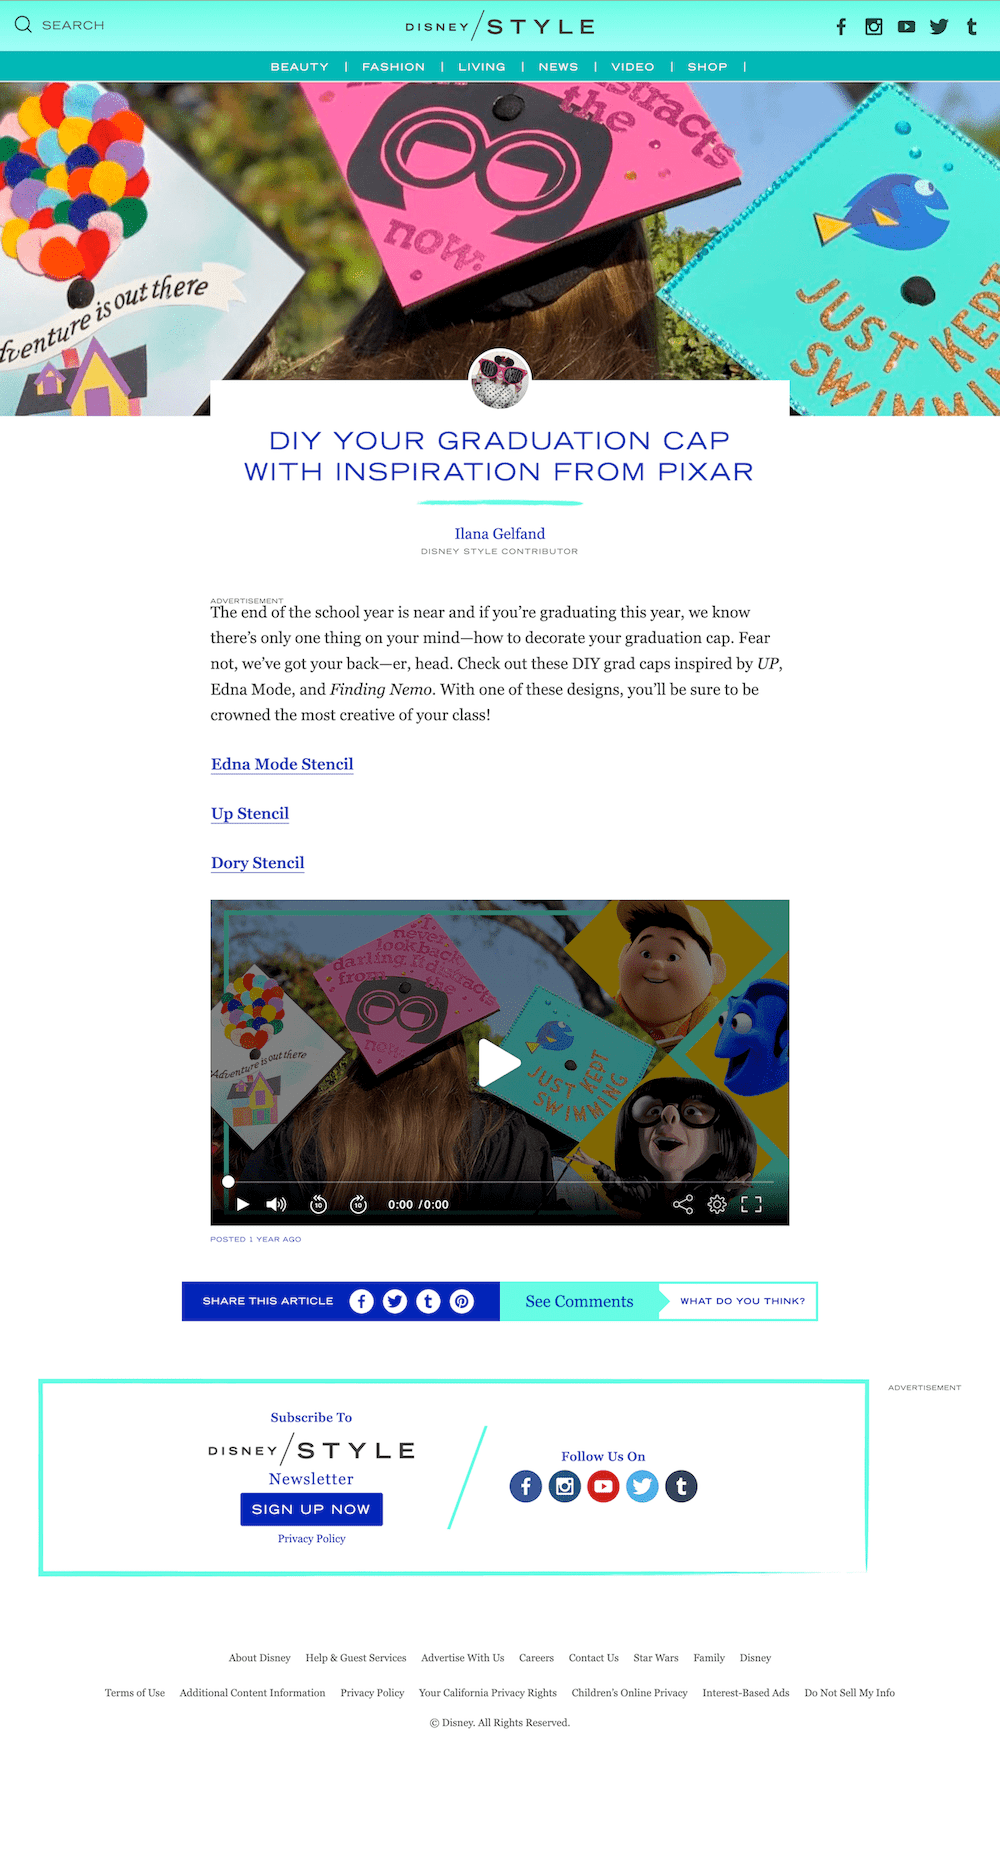 SEARCH
DISNEY/STYLE
BEAUTY | FASHION | LIVING | NEWS | VIDEO | SHOP |
the
now.
is out there
JUST KEPT
DIY YOUR GRADUATION CAP
WITH INSPIRATION FROM PIXAR
Ilana Gelfand
DISNEY STYLE CONTRIBUTOR
ADVERTISEMENT
The end of the school year is near and if you’re graduating this year, we know
there’s only one thing on your mind—how to decorate your graduation cap. Fear
not, we’ve got your back—er, head. Check out these DIY grad caps inspired by UP,
Edna Mode, and Finding Nemo. With one of these designs, you’ll be sure to be
crowned the most creative of your class!
Edna Mode Stencil
Up Stencil
Dory Stencil
I
never
look back
darling. It distracts
from the
now.
Adventure is out there
JUST KEPT
SWIMMING
10 10 0:00 / 0:00
POSTED 1 YEAR AGO
SHARE THIS ARTICLE
See Comments
WHAT DO YOU THINK?
ADVERTISEMENT
Subscribe To
DISNEY/STYLE
Newsletter
SIGN UP NOW
Privacy Policy
Follow Us On
About Disney Help & Guest Services Advertise With Us Careers Contact Us Star Wars Family Disney
Terms of Use Additional Content Information Privacy Policy Your California Privacy Rights Children’s Online Privacy Interest-Based Ads Do Not Sell My Info
© Disney. All Rights Reserved.